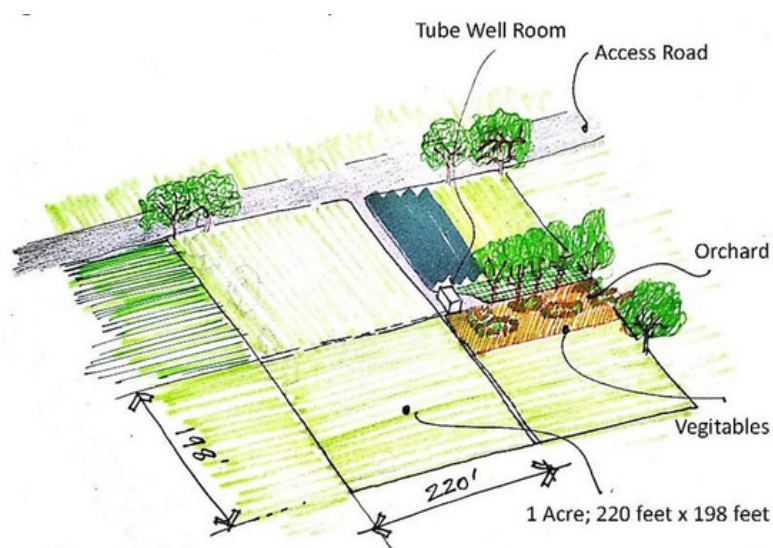 Tube Well Room
Access Road
Orchard
Vegitables
198'
220'
1 Acre; 220 feet x 198 feet